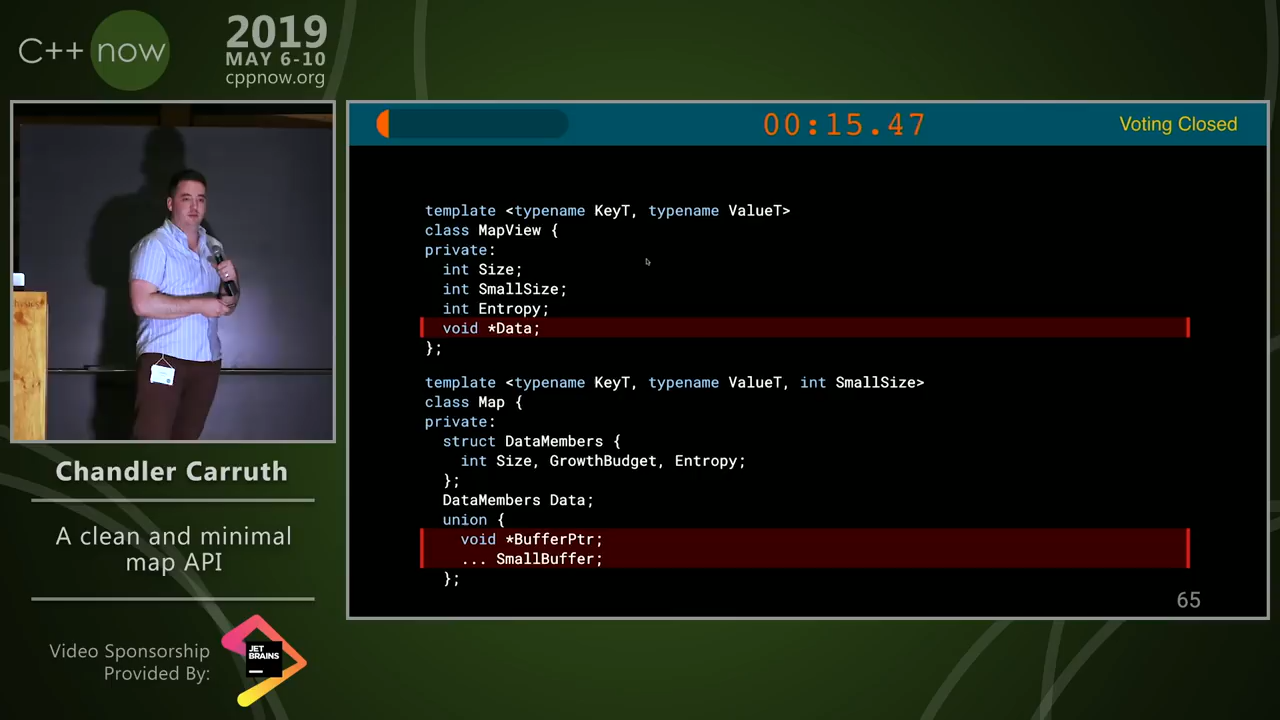 C++ now
2019
MAY 6-10
cppnow.org
00:15.47
Voting Closed
template <typename KeyT, typename ValueT>
class MapView {
private:
int Size;
int SmallSize;
int Entropy;
void *Data;
};
template <typename KeyT, typename ValueT, int SmallSize>
class Map {
private:
struct DataMembers {
int Size, GrowthBudget, Entropy;
};
DataMembers Data;
union {
void *BufferPtr;
... SmallBuffer;
};
65
Chandler Carruth
A clean and minimal
map API
Video Sponsorship
Provided By:
JET
BRAINS